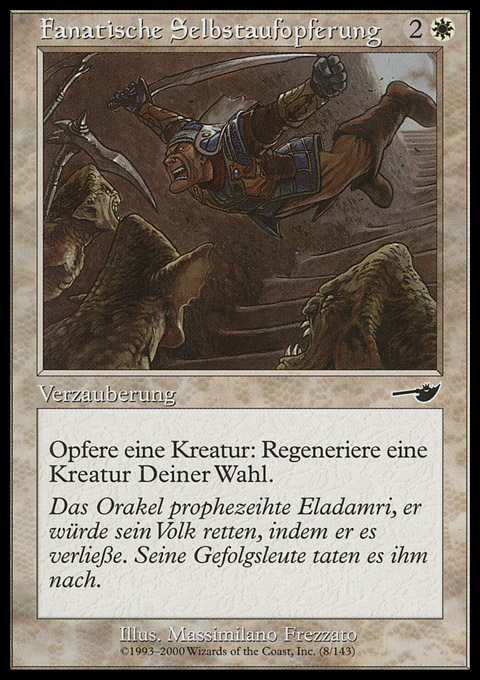 Fanatische Selbstaufopferung 2
Verzauberung
Opfere eine Kreatur: Regeneriere eine
Kreatur Deiner Wahl.
Das Orakel prophezeihte Eladamri, er
würde sein Volk retten, indem er es
verließe. Seine Gefolgsleute taten es ihm
nach.
Illus. Massimiliano Frezzato
©1993–2000 Wizards of the Coast, Inc. (8/143)